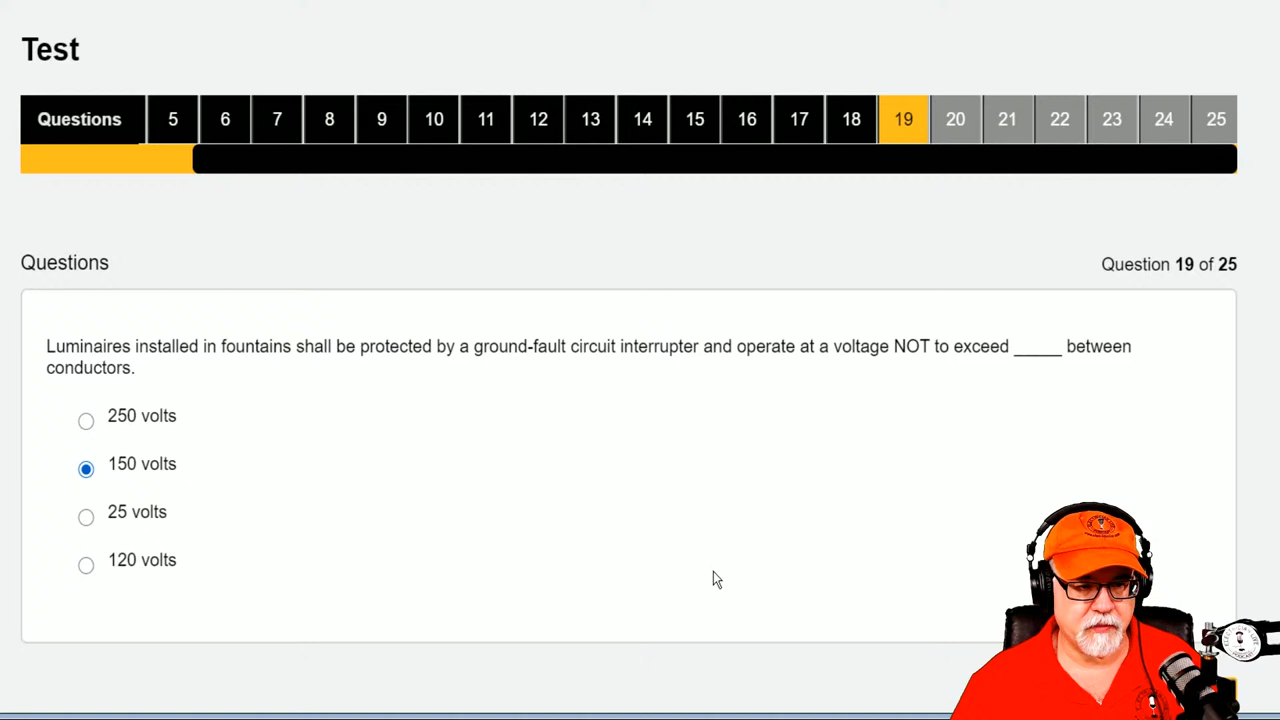 Test
Questions 5 6 7 8 9 10 11 12 13 14 15 16 17 18 19 20 21 22 23 24 25
Questions
Question 19 of 25
Luminaires installed in fountains shall be protected by a ground-fault circuit interrupter and operate at a voltage NOT to exceed _____ between
conductors.
250 volts
150 volts
25 volts
120 volts